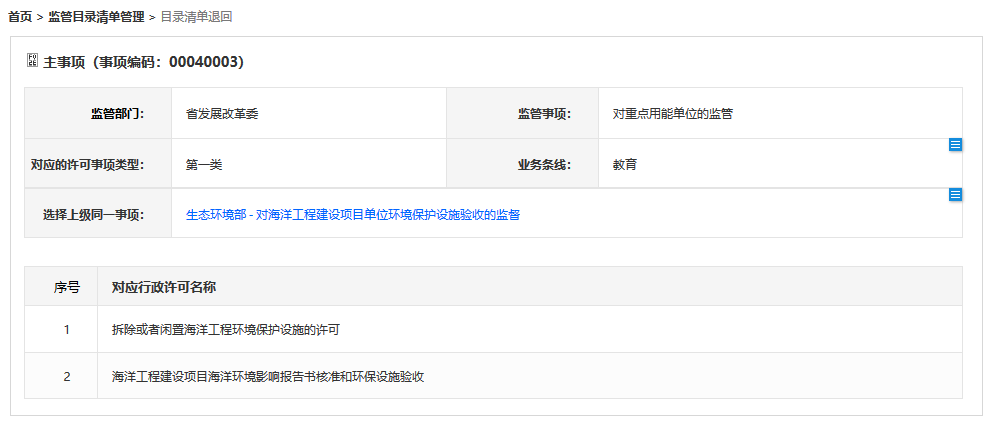 首页 > 监管目录清单管理 > 目录清单退回
主事项（事项编码：00040003）
监管部门： 省发展改革委 监管事项： 对重点用能单位的监管
对应的许可事项类型： 第一类 业务条线： 教育
选择上级同一事项： 生态环境部 - 对海洋工程建设项目单位环境保护设施验收的监督
序号 对应行政许可名称
1 拆除或者闲置海洋工程环境保护设施的许可
2 海洋工程建设项目海洋环境影响报告书核准和环保设施验收